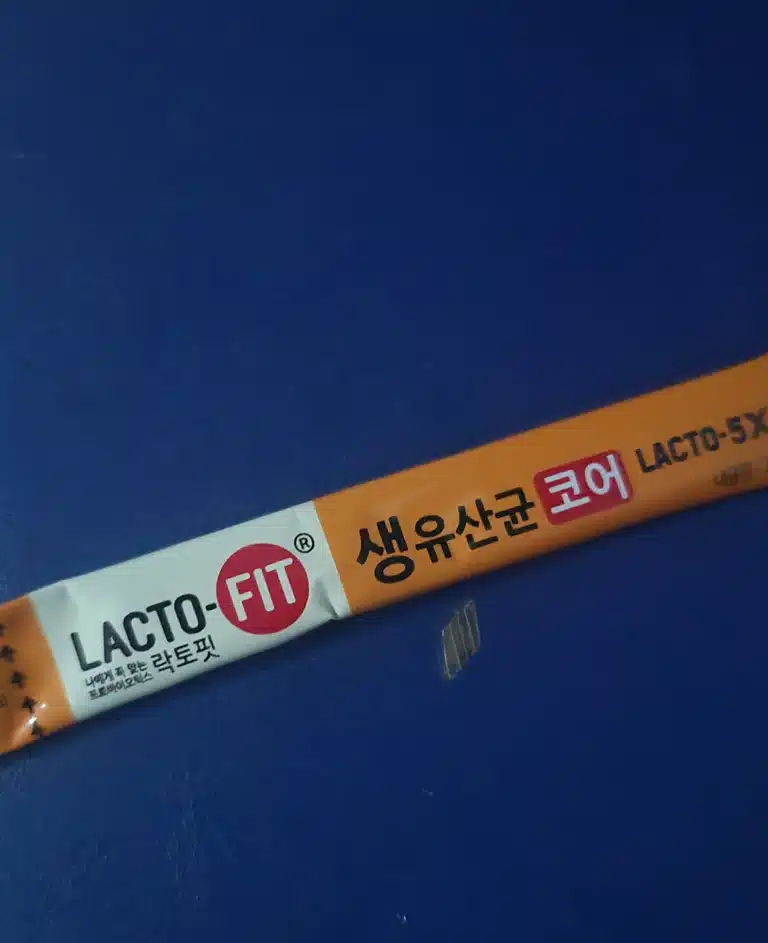 LACTO-FIT®
나에게 꼭 맞는
프로바이오틱스
락토핏
생유산균 코어
LACTO-5X